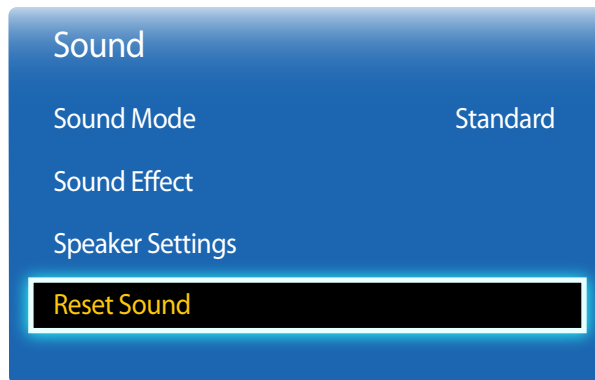 Sound
Sound Mode Standard
Sound Effect
Speaker Settings
Reset Sound